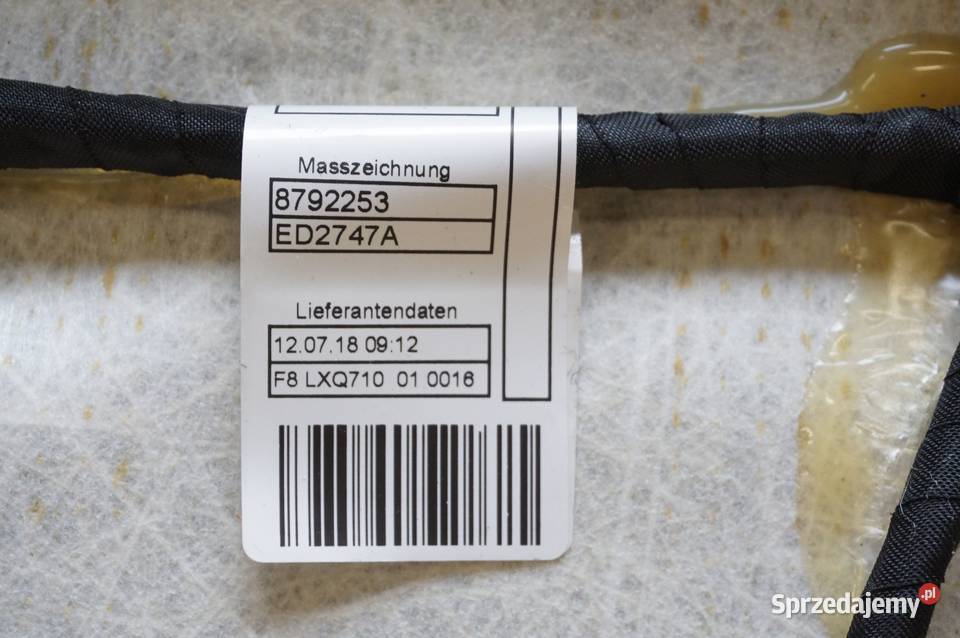 Masszeichnung
8792253
ED2747A
Lieferantendaten
12.07.18 09:12
F8 LXQ710 01 0016
Sprzedajemy.pl